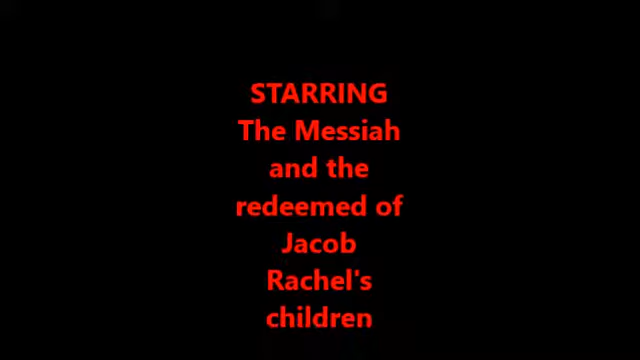 STARRING
The Messiah
and the
redeemed of
Jacob
Rachel's
children